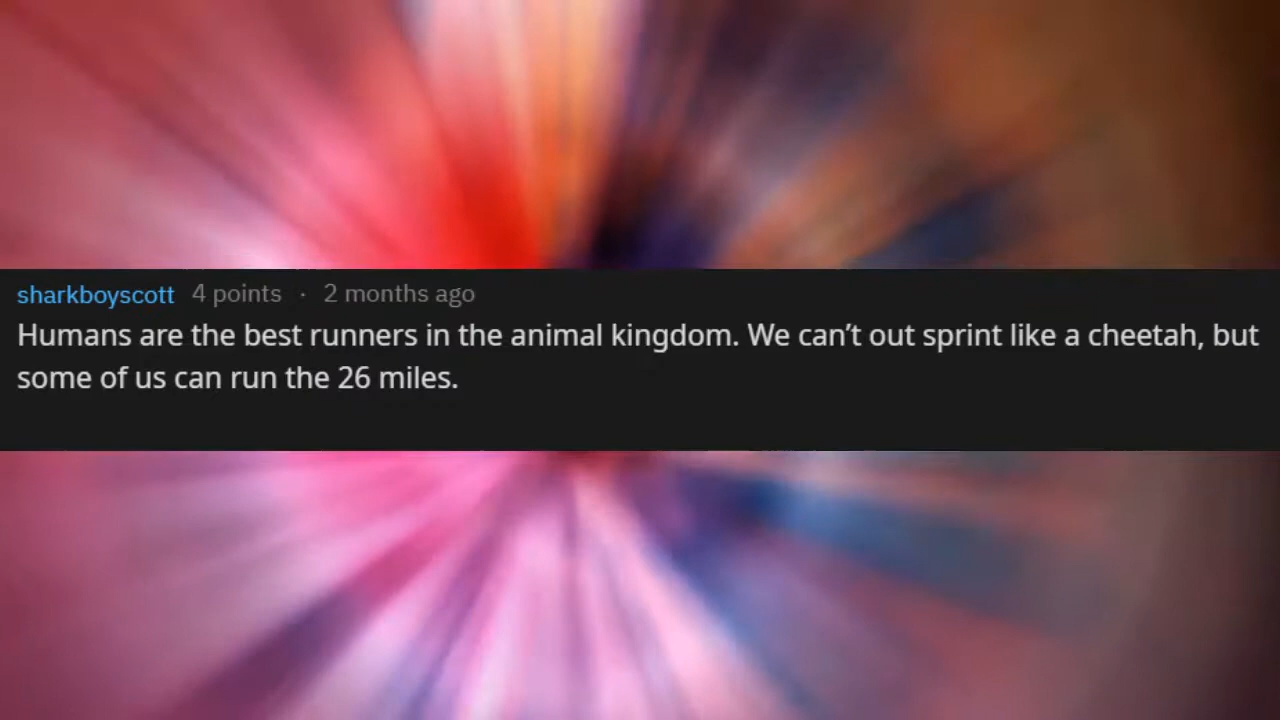 sharkboyscott 4 points · 2 months ago
Humans are the best runners in the animal kingdom. We can’t out sprint like a cheetah, but
some of us can run the 26 miles.